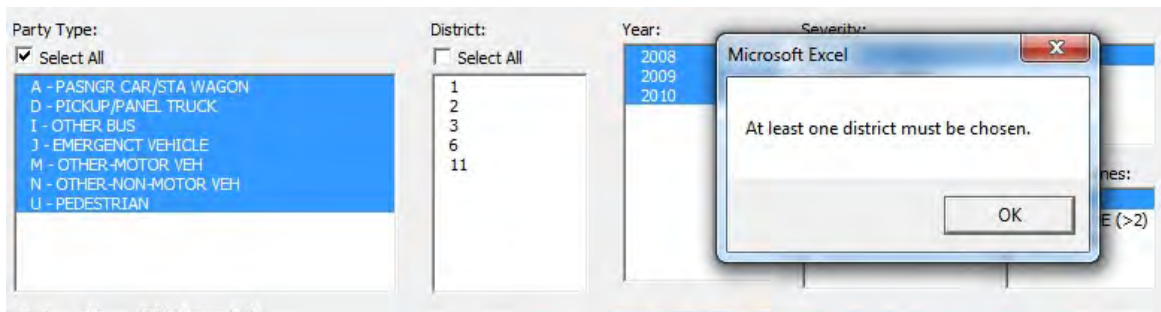 Party Type:
Select All
A - PASNGR CAR/STA WAGON
D - PICKUP/PANEL TRUCK
I - OTHER BUS
J - EMERGENCT VEHICLE
M - OTHER-MOTOR VEH
N - OTHER-NON-MOTOR VEH
U - PEDESTRIAN
District:
Select All
1
2
3
6
11
Year:
2008
2009
2010
Severity:
Microsoft Excel
At least one district must be chosen.
OK
nes:
E (>2)